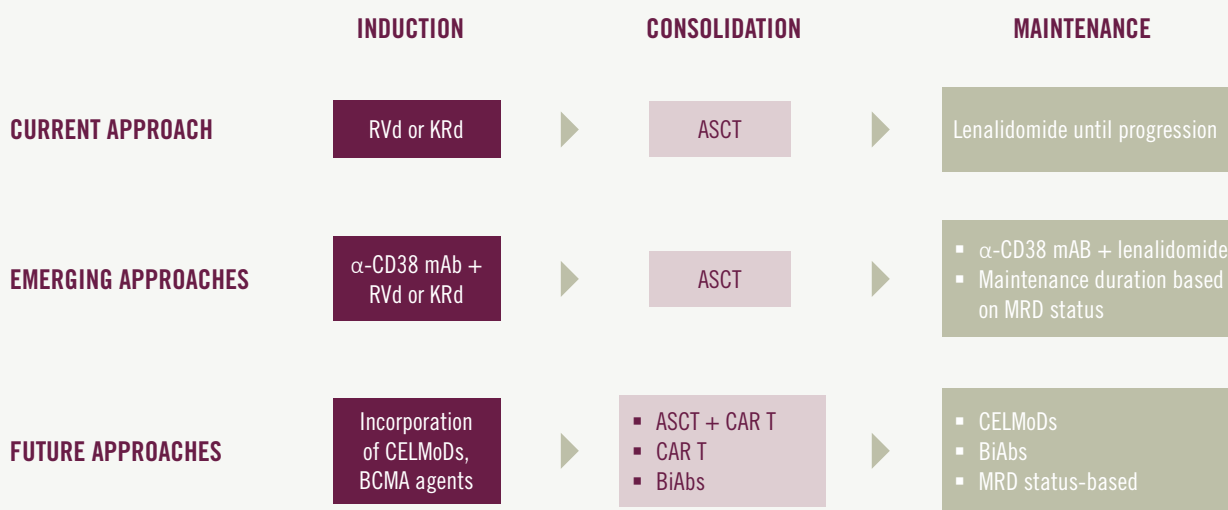 INDUCTION
CONSOLIDATION
MAINTENANCE
CURRENT APPROACH
RVd or KRd
ASCT
Lenalidomide until progression
EMERGING APPROACHES
α-CD38 mAb +
RVd or KRd
ASCT
▪ α-CD38 mAB + lenalidomide
▪ Maintenance duration based
on MRD status
FUTURE APPROACHES
Incorporation
of CELMoDs,
BCMA agents
▪ ASCT + CAR T
▪ CAR T
▪ BiAbs
▪ CELMoDs
▪ BiAbs
▪ MRD status-based